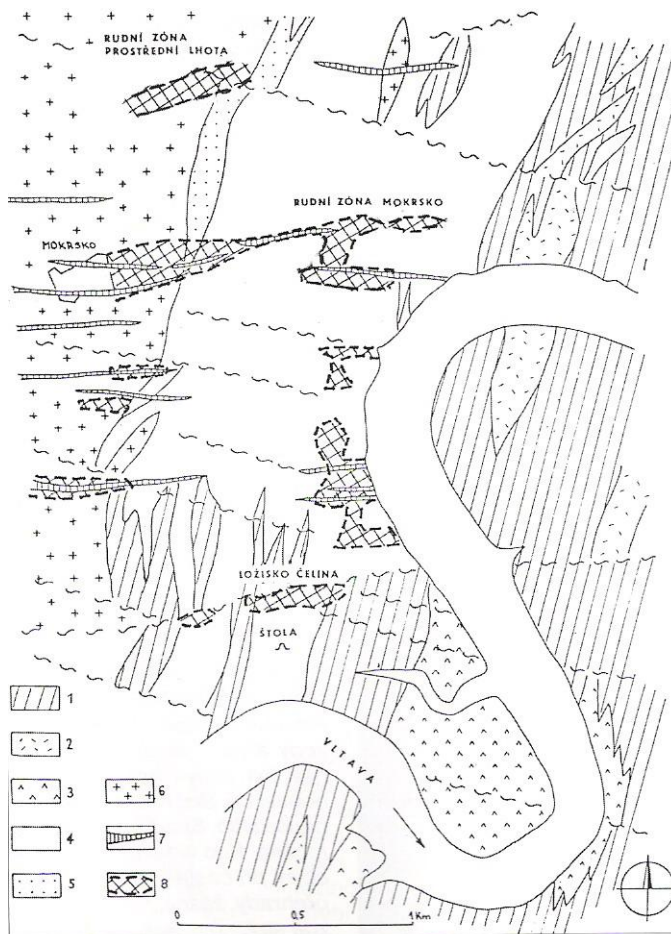 RUDNÍ ZÓNA
PROSTŘEDNÍ LHOTA
RUDNÍ ZÓNA MOKRSKO
MOKRSKO
LOŽISKO ČELINA
ŠTOLA
VLTAVA
1
2
3
4
5
6
7
8
0 0,5 1 Km